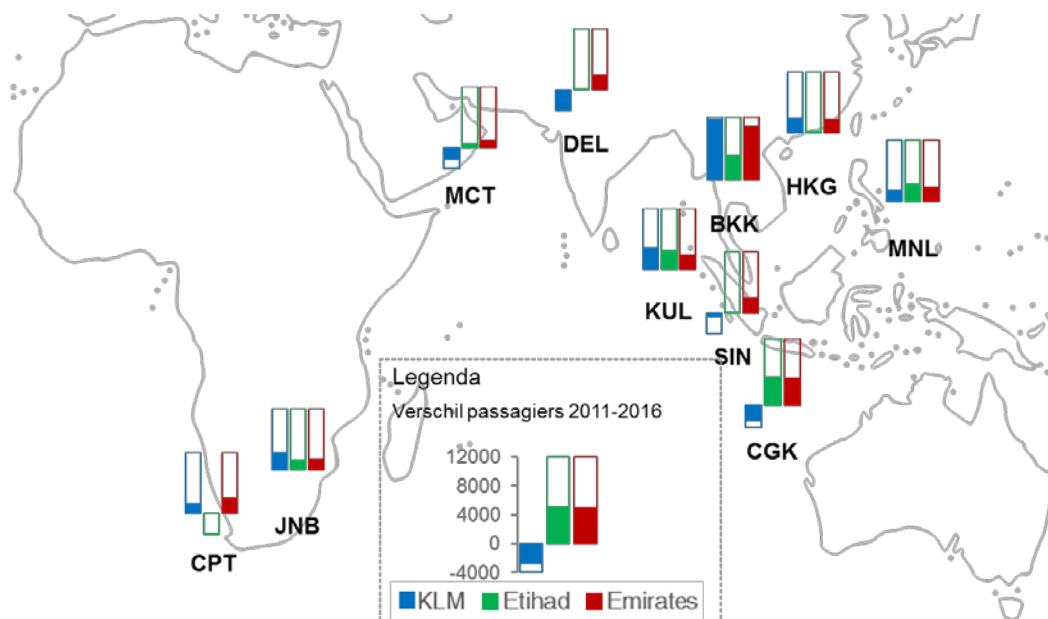 DEL
MCT
HKG
BKK
MNL
KUL
SIN
CGK
JNB
CPT
Legenda
Verschil passagiers 2011-2016
12000
8000
4000
0
-4000
KLM Etihad Emirates